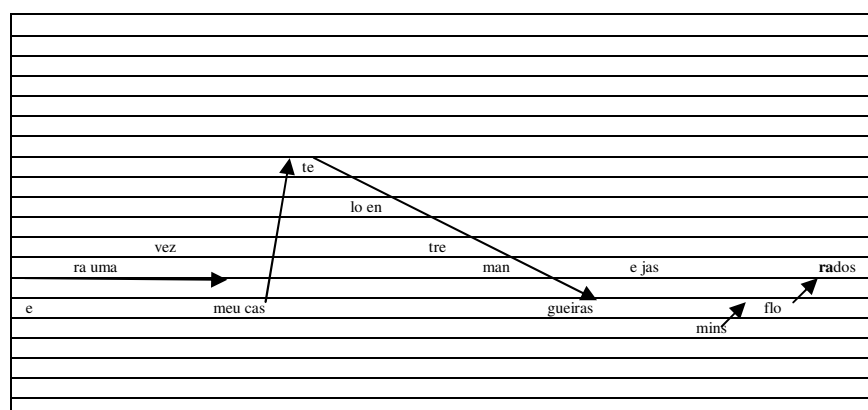 te
lo en
vez tre
ra uma man e jas rados
e meu cas gueiras flo
mins